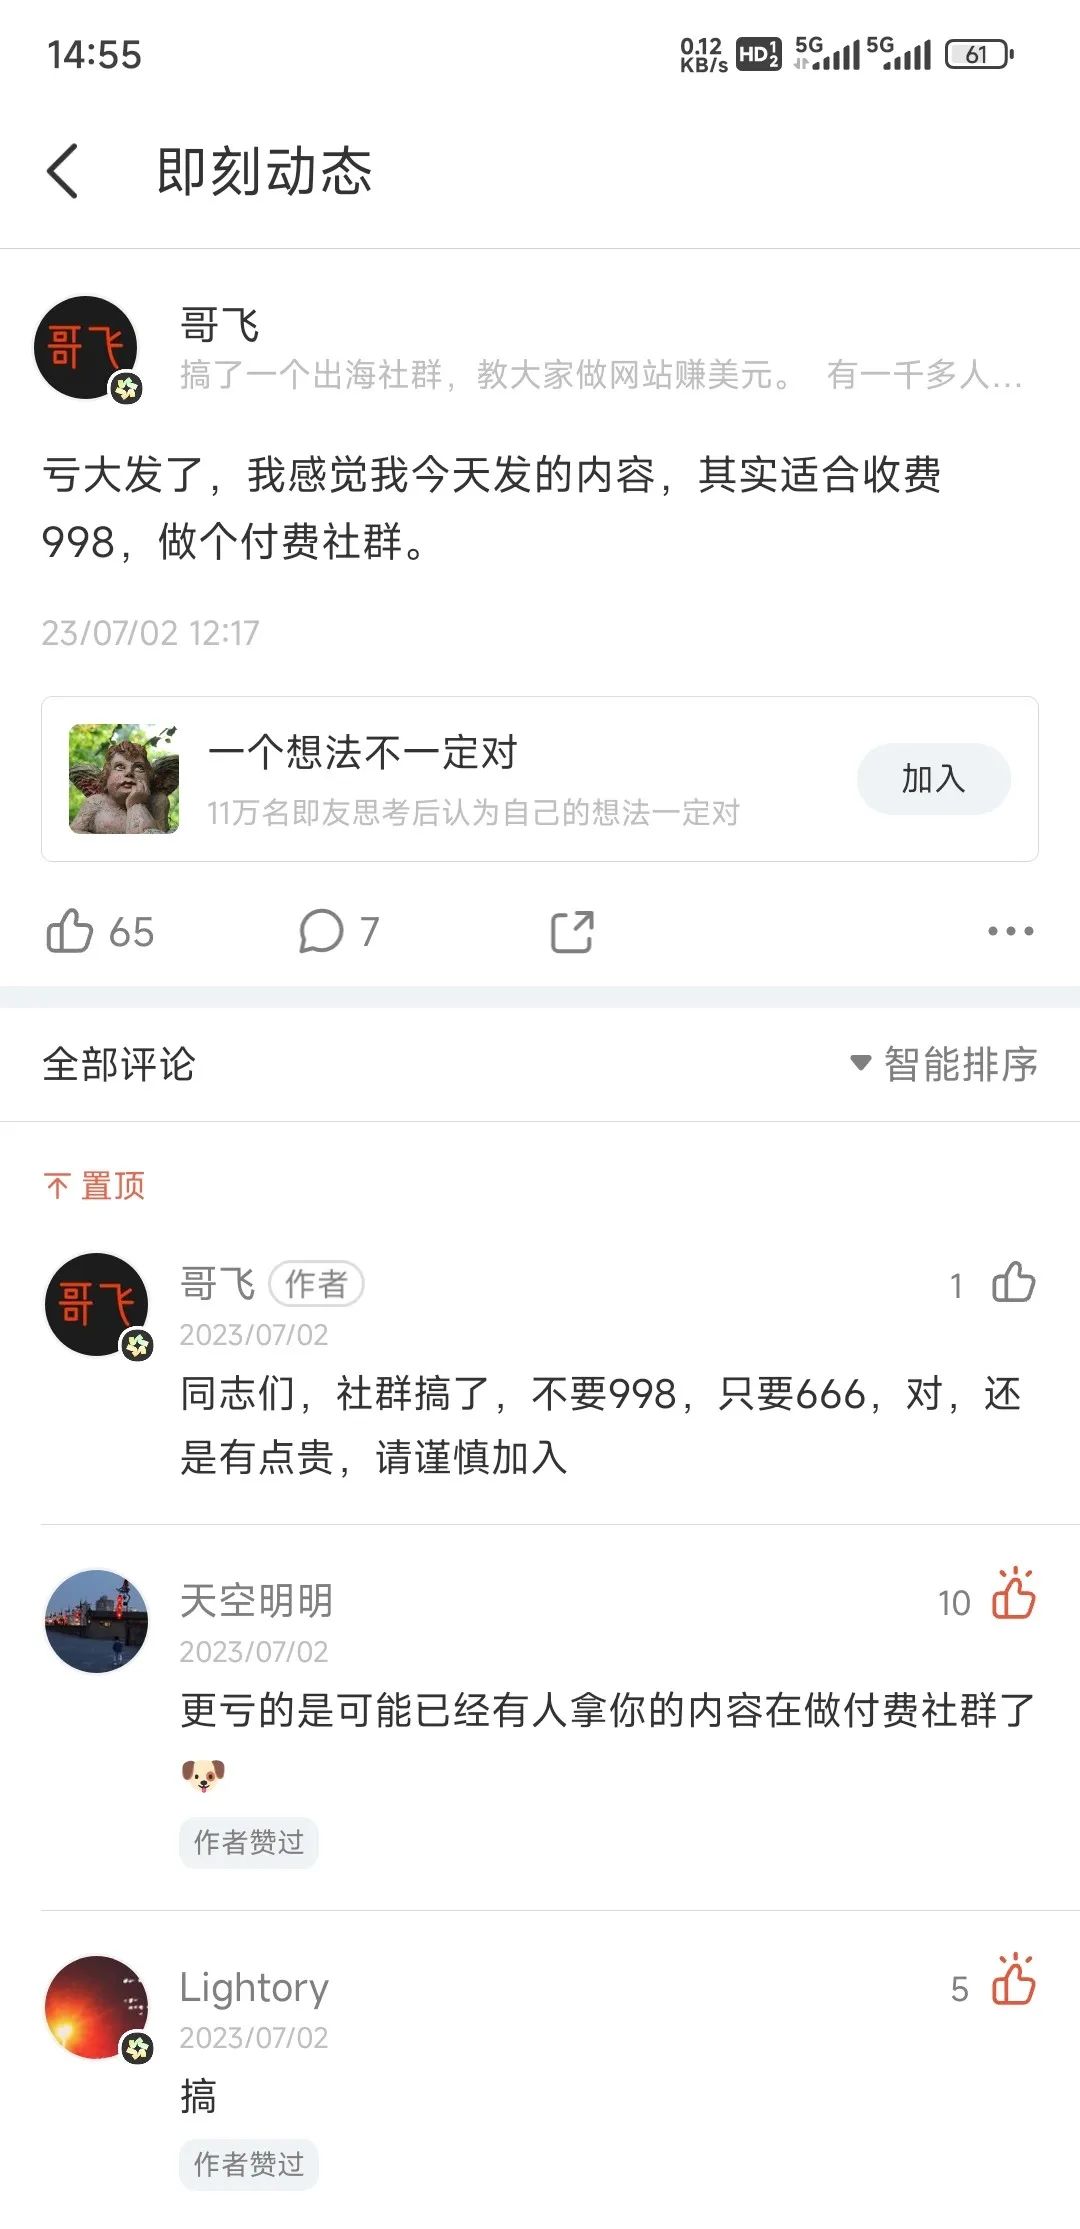 14:55
0.12 KB/s HD 1 2 5G 5G 61
即刻动态
哥飞
哥飞
搞了一个出海社群，教大家做网站赚美元。 有一千多人...
亏大发了，我感觉我今天发的内容，其实适合收费
998，做个付费社群。
23/07/02 12:17
一个想法不一定对
11万名即友思考后认为自己的想法一定对
加入
65 7
全部评论
智能排序
置顶
哥飞
哥飞 作者
1
2023/07/02
同志们，社群搞了，不要998，只要666，对，还
是有点贵，请谨慎加入
天空明明
10
2023/07/02
更亏的是可能已经有人拿你的内容在做付费社群了
🐶
作者赞过
Lightory
5
2023/07/02
搞
作者赞过